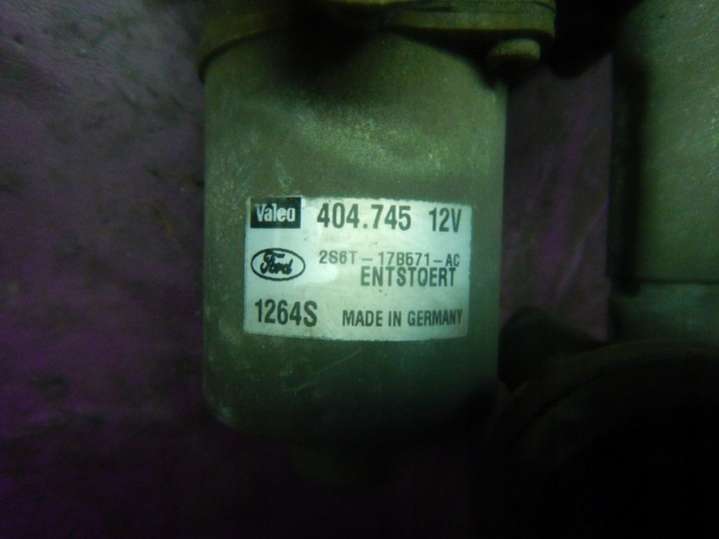 Valeo 404.745 12V
Ford 2S6T-17B571-AC
ENTSTOERT
1264S MADE IN GERMANY